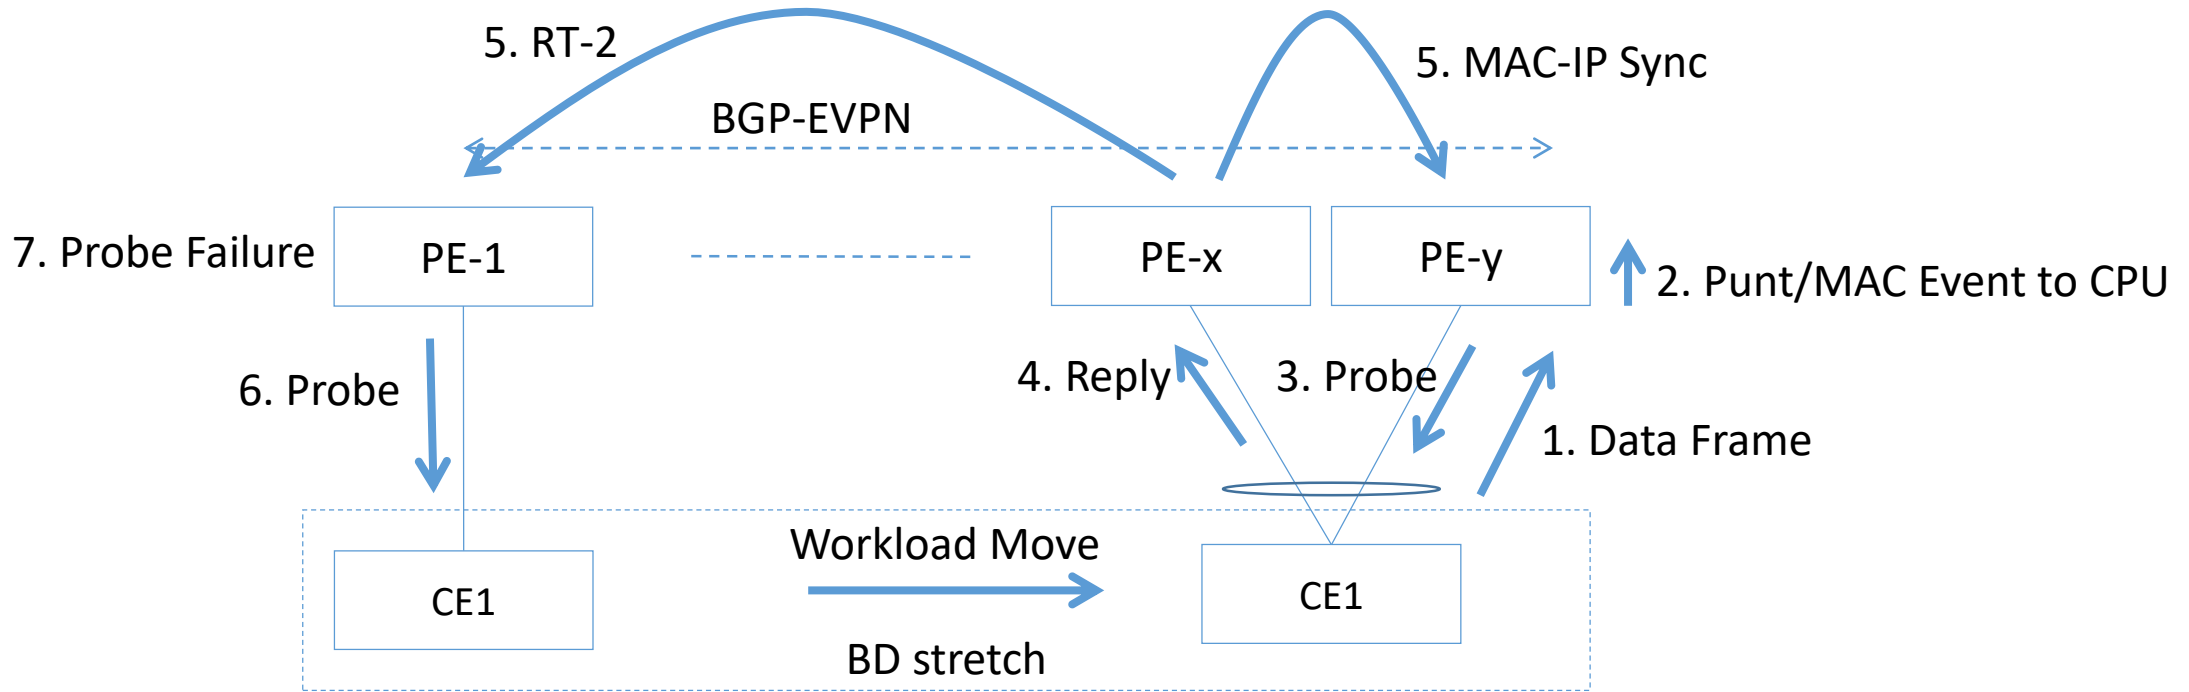 5. RT-2
5. MAC-IP Sync
BGP-EVPN
7. Probe Failure
PE-1
PE-x
PE-y
2. Punt/MAC Event to CPU
6. Probe
4. Reply
3. Probe
1. Data Frame
Workload Move
CE1
CE1
BD stretch